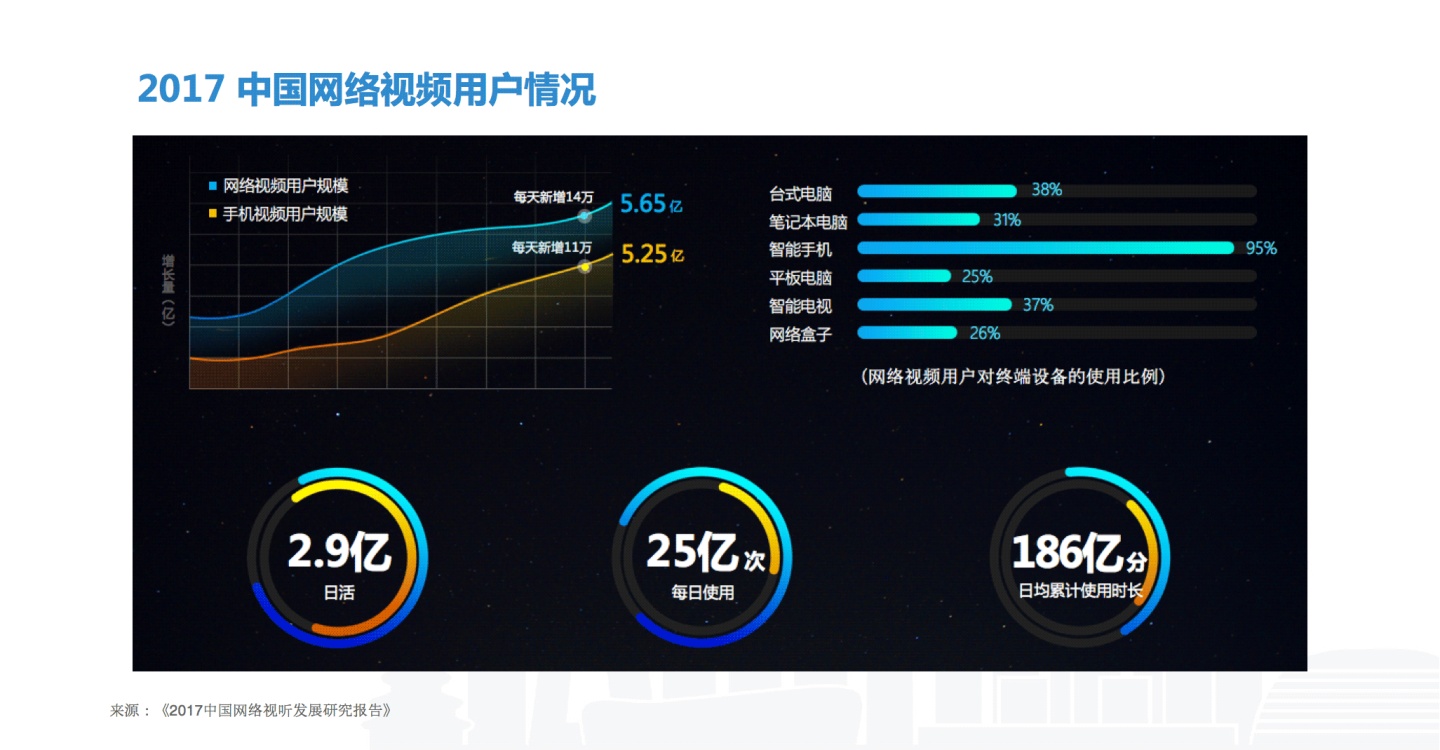 2017 中国网络视频用户情况
网络视频用户规模
手机视频用户规模
每天新增14万
5.65 亿
每天新增11万
5.25 亿
增长量（亿）
台式电脑 38%
笔记本电脑 31%
智能手机 95%
平板电脑 25%
智能电视 37%
网络盒子 26%
（网络视频用户对终端设备的使用比例）
2.9亿
日活
25亿 次
每日使用
186亿 分
日均累计使用时长
来源：《2017中国网络视听发展研究报告》